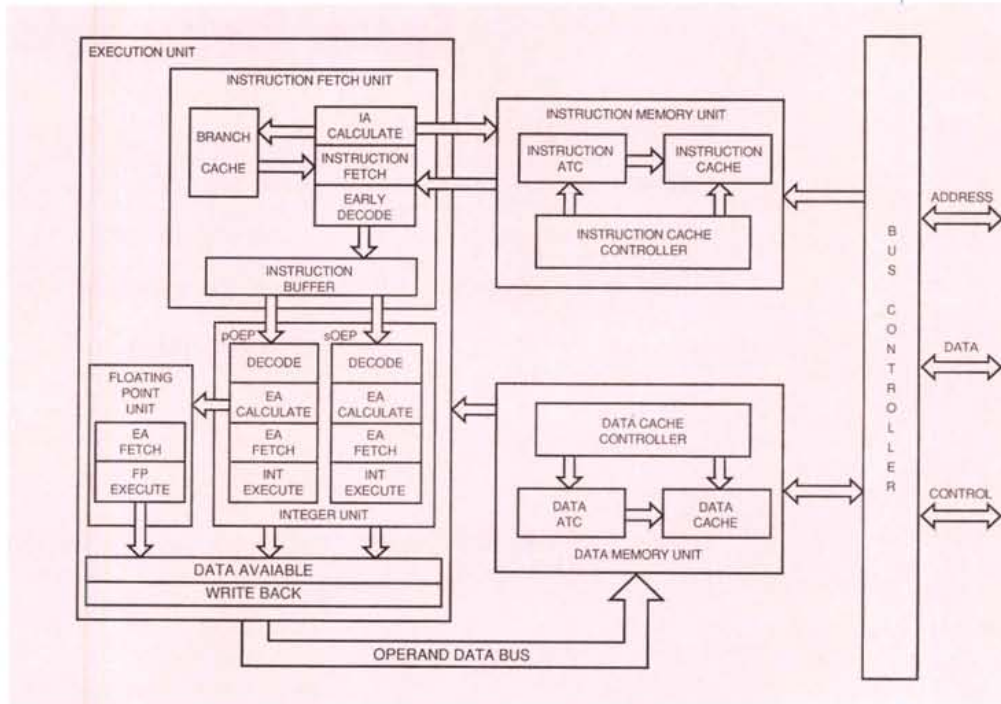 EXECUTION UNIT
INSTRUCTION FETCH UNIT
BRANCH
CACHE
IA
CALCULATE
INSTRUCTION
FETCH
EARLY
DECODE
INSTRUCTION
BUFFER
INSTRUCTION MEMORY UNIT
INSTRUCTION
ATC
INSTRUCTION
CACHE
INSTRUCTION CACHE
CONTROLLER
BUS CONTROLLER
ADDRESS
DATA
CONTROL
pOEP
sOEP
DECODE
EA
CALCULATE
EA
FETCH
INT
EXECUTE
DECODE
EA
CALCULATE
EA
FETCH
INT
EXECUTE
INTEGER UNIT
FLOATING
POINT
UNIT
EA
FETCH
FP
EXECUTE
DATA CACHE
CONTROLLER
DATA
ATC
DATA
CACHE
DATA MEMORY UNIT
DATA AVAIABLE
WRITE BACK
OPERAND DATA BUS